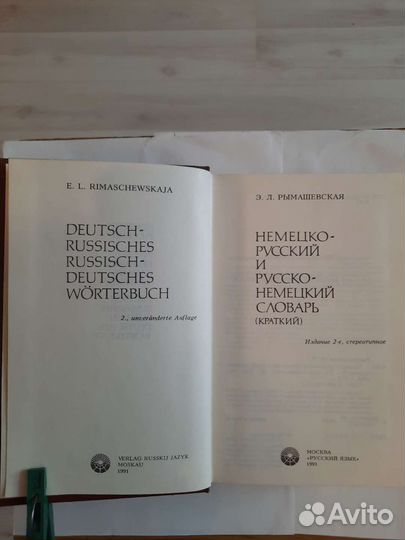 E. L. RIMASCHEWSKAJA
DEUTSCH-
RUSSISCHES
RUSSISCH-
DEUTSCHES
WÖRTERBUCH
2., unveränderte Auflage
VERLAG RUSSKIJ JAZYK
MOSKAU
1991
Э. Л. РЫМАШЕВСКАЯ
НЕМЕЦКО-
РУССКИЙ
И
РУССКО-
НЕМЕЦКИЙ
СЛОВАРЬ
(КРАТКИЙ)
Издание 2-е, стереотипное
МОСКВА
«РУССКИЙ ЯЗЫК»
1991
Avito